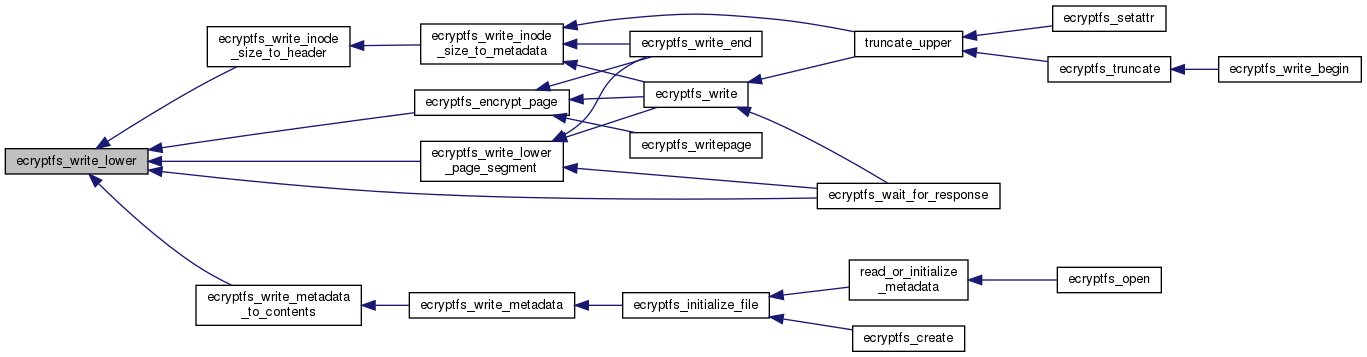 ecryptfs_write_lower
ecryptfs_write_inode
_size_to_header
ecryptfs_write_inode
_size_to_metadata
ecryptfs_encrypt_page
ecryptfs_write_lower
_page_segment
ecryptfs_write_end
ecryptfs_write
ecryptfs_writepage
truncate_upper
ecryptfs_wait_for_response
ecryptfs_setattr
ecryptfs_truncate
ecryptfs_write_begin
ecryptfs_write_metadata
_to_contents
ecryptfs_write_metadata
ecryptfs_initialize_file
read_or_initialize
_metadata
ecryptfs_create
ecryptfs_open